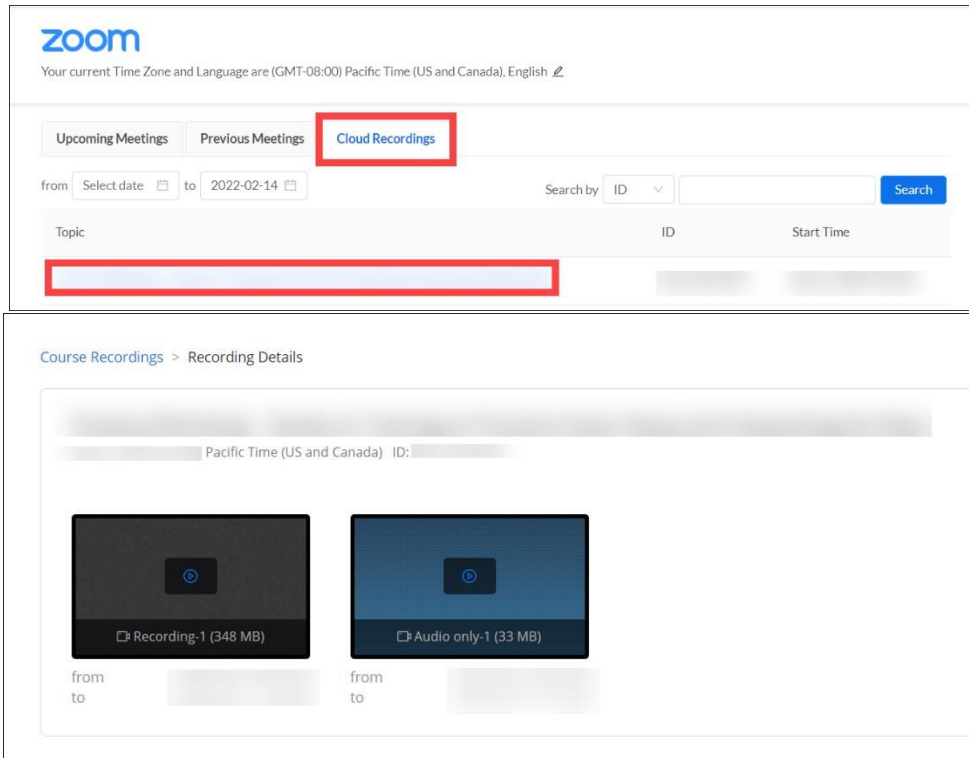 zoom
Your current Time Zone and Language are (GMT-08:00) Pacific Time (US and Canada), English
Upcoming Meetings Previous Meetings Cloud Recordings
from Select date to 2022-02-14 Search by ID Search
Topic ID Start Time
Course Recordings > Recording Details
Pacific Time (US and Canada) ID:
Recording-1 (348 MB) Audio only-1 (33 MB)
from from
to to